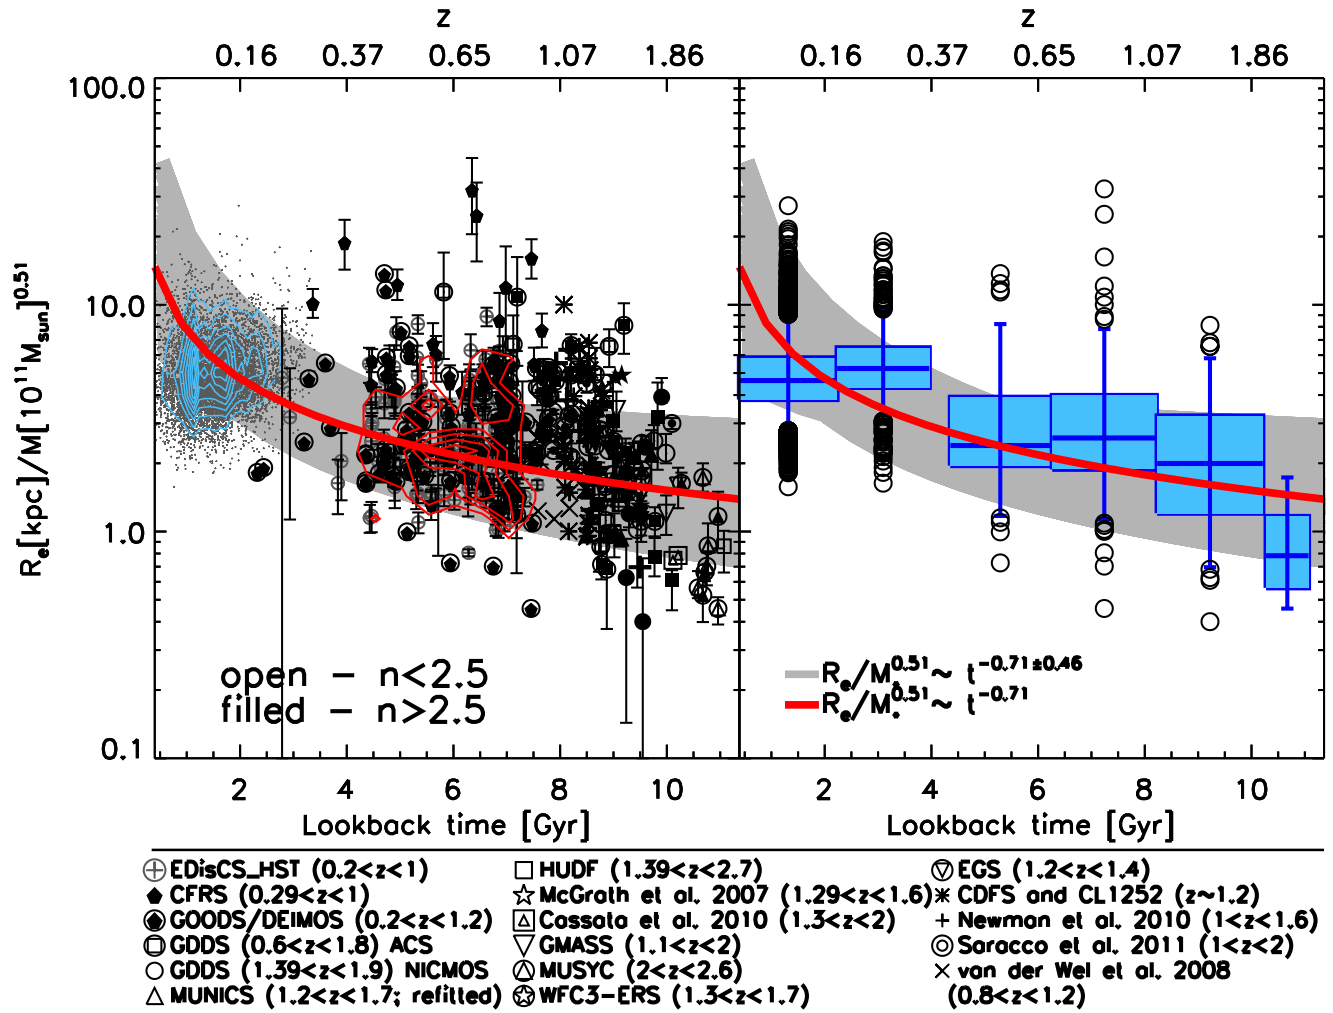 z z
0.16 0.37 0.65 1.07 1.86 0.16 0.37 0.65 1.07 1.86
100.0
10.0
1.0
0.1
R_e[kpc]/M[10^11 M_sun]^0.51
open – n<2.5
filled – n>2.5
R_e/M_*^0.51 ~ t^-0.71±0.46
R_e/M_*^0.51 ~ t^-0.71
2 4 6 8 10 2 4 6 8 10
Lookback time [Gyr] Lookback time [Gyr]
EDisCS_HST (0.2<z<1) HUDF (1.39<z<2.7) EGS (1.2<z<1.4)
CFRS (0.29<z<1) McGrath et al. 2007 (1.29<z<1.6) CDFS and CL1252 (z~1.2)
GOODS/DEIMOS (0.2<z<1.2) Cassata et al. 2010 (1.3<z<2) Newman et al. 2010 (1<z<1.6)
GDDS (0.6<z<1.8) ACS GMASS (1.1<z<2) Saracco et al. 2011 (1<z<2)
GDDS (1.39<z<1.9) NICMOS MUSYC (2<z<2.6) van der Wel et al. 2008
MUNICS (1.2<z<1.7; refitted) WFC3-ERS (1.3<z<1.7) (0.8<z<1.2)